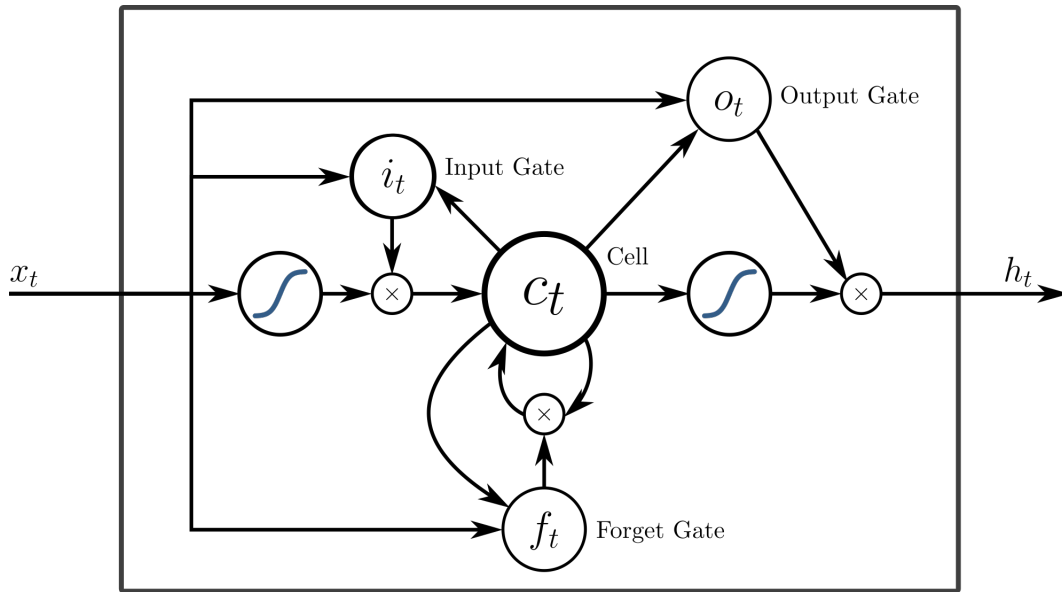 o_t Output Gate
i_t Input Gate
x_t
×
c_t Cell
×
h_t
×
f_t Forget Gate